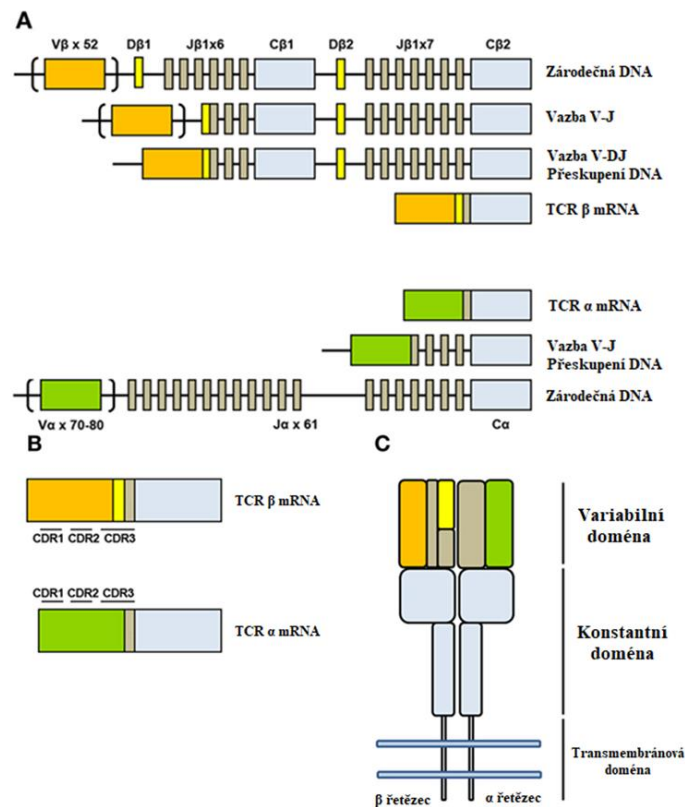 A
Vβ x 52 Dβ1 Jβ1x6 Cβ1 Dβ2 Jβ1x7 Cβ2
Zárodečná DNA
Vazba V-J
Vazba V-DJ
Přeskupení DNA
TCR β mRNA
TCR α mRNA
Vazba V-J
Přeskupení DNA
Zárodečná DNA
Vα x 70-80 Jα x 61 Cα
B
TCR β mRNA
CDR1 CDR2 CDR3
CDR1 CDR2 CDR3
TCR α mRNA
C
Variabilní
doména
Konstantní
doména
Transmembránová
doména
β řetězec α řetězec